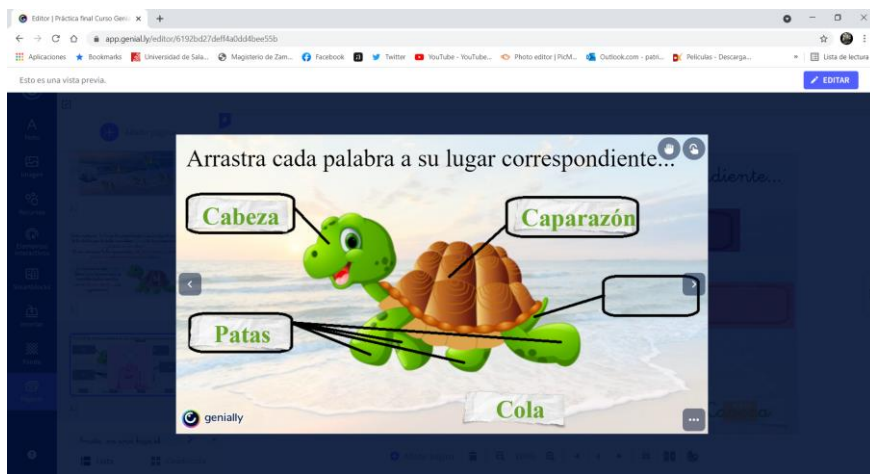 Editor | Práctica final Curso Geni
app.genial.ly/editor/6192bd27deff4a0dd4bee55b
Aplicaciones
Bookmarks
Universidad de Sala...
Magisterio de Zam...
Facebook
Twitter
YouTube - YouTube...
Photo editor | PicM...
Outlook.com - patri...
Películas - Descarga...
»
Lista de lectura
Esto es una vista previa.
EDITAR
Arrastra cada palabra a su lugar correspondiente...
Cabeza
Caparazón
Patas
Cola
genially
diente...